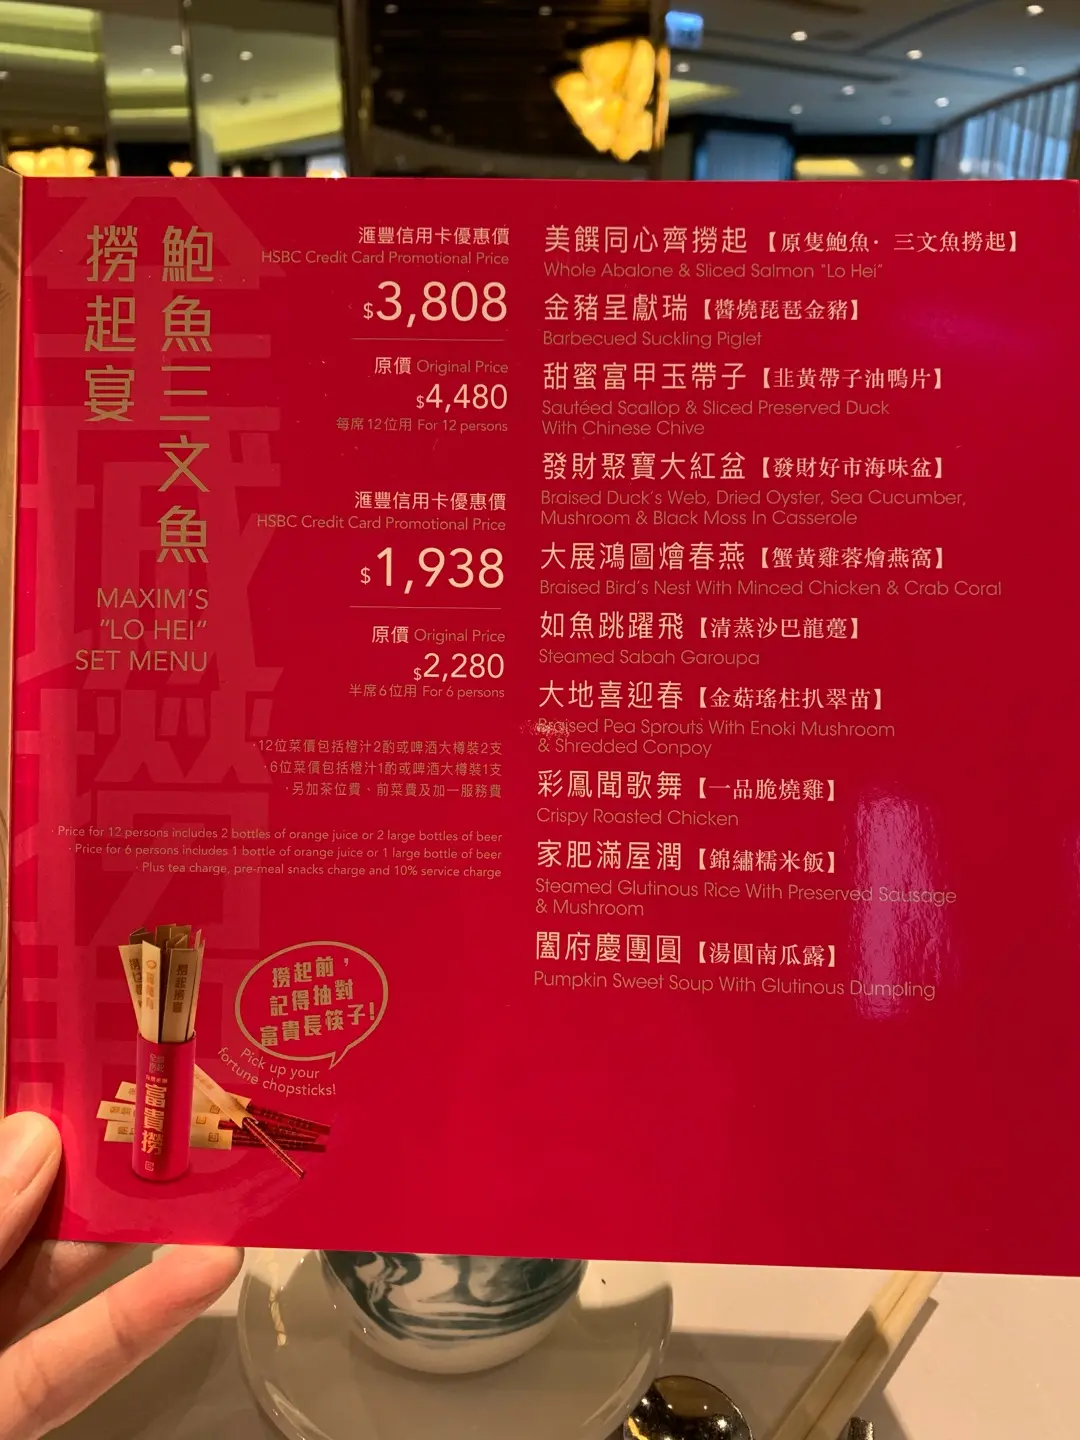 鮑魚三文魚
撈起宴
MAXIM'S
"LO HEI"
SET MENU
滙豐信用卡優惠價
HSBC Credit Card Promotional Price
$3,808
原價 Original Price
$4,480
每席12位用 For 12 persons
滙豐信用卡優惠價
HSBC Credit Card Promotional Price
$1,938
原價 Original Price
$2,280
半席6位用 For 6 persons
·12位菜價包括橙汁2酌或啤酒大樽裝2支
·6位菜價包括橙汁1酌或啤酒大樽裝1支
·另加茶位費、前菜費及加一服務費
· Price for 12 persons includes 2 bottles of orange juice or 2 large bottles of beer
· Price for 6 persons includes 1 bottle of orange juice or 1 large bottle of beer
· Plus tea charge, pre-meal snacks charge and 10% service charge
撈起前，
記得抽對
富貴長筷子!
Pick up your
fortune chopsticks!
富貴撈
美饌同心齊撈起【原隻鮑魚·三文魚撈起】
Whole Abalone & Sliced Salmon "Lo Hei"
金豬呈獻瑞【醬燒琵琶金豬】
Barbecued Suckling Piglet
甜蜜富甲玉帶子【韭黃帶子油鴨片】
Sautéed Scallop & Sliced Preserved Duck
With Chinese Chive
發財聚寶大紅盆【發財好市海味盆】
Braised Duck's Web, Dried Oyster, Sea Cucumber,
Mushroom & Black Moss In Casserole
大展鴻圖燴春燕【蟹黃雞蓉燴燕窩】
Braised Bird's Nest With Minced Chicken & Crab Coral
如魚跳躍飛【清蒸沙巴龍躉】
Steamed Sabah Garoupa
大地喜迎春【金菇瑤柱扒翠苗】
Braised Pea Sprouts With Enoki Mushroom
& Shredded Conpoy
彩鳳聞歌舞【一品脆燒雞】
Crispy Roasted Chicken
家肥滿屋潤【錦繡糯米飯】
Steamed Glutinous Rice With Preserved Sausage
& Mushroom
闔府慶團圓【湯圓南瓜露】
Pumpkin Sweet Soup With Glutinous Dumpling